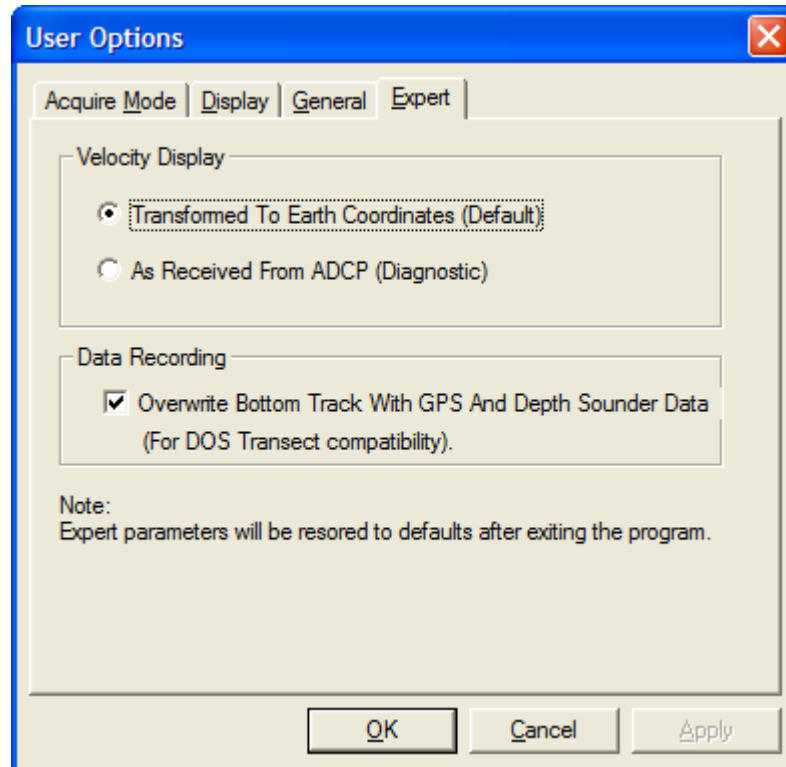 User Options
Acquire Mode Display General Expert
Velocity Display
Transformed To Earth Coordinates (Default)
As Received From ADCP (Diagnostic)
Data Recording
Overwrite Bottom Track With GPS And Depth Sounder Data
(For DOS Transect compatibility).
Note:
Expert parameters will be resored to defaults after exiting the program.
OK Cancel Apply